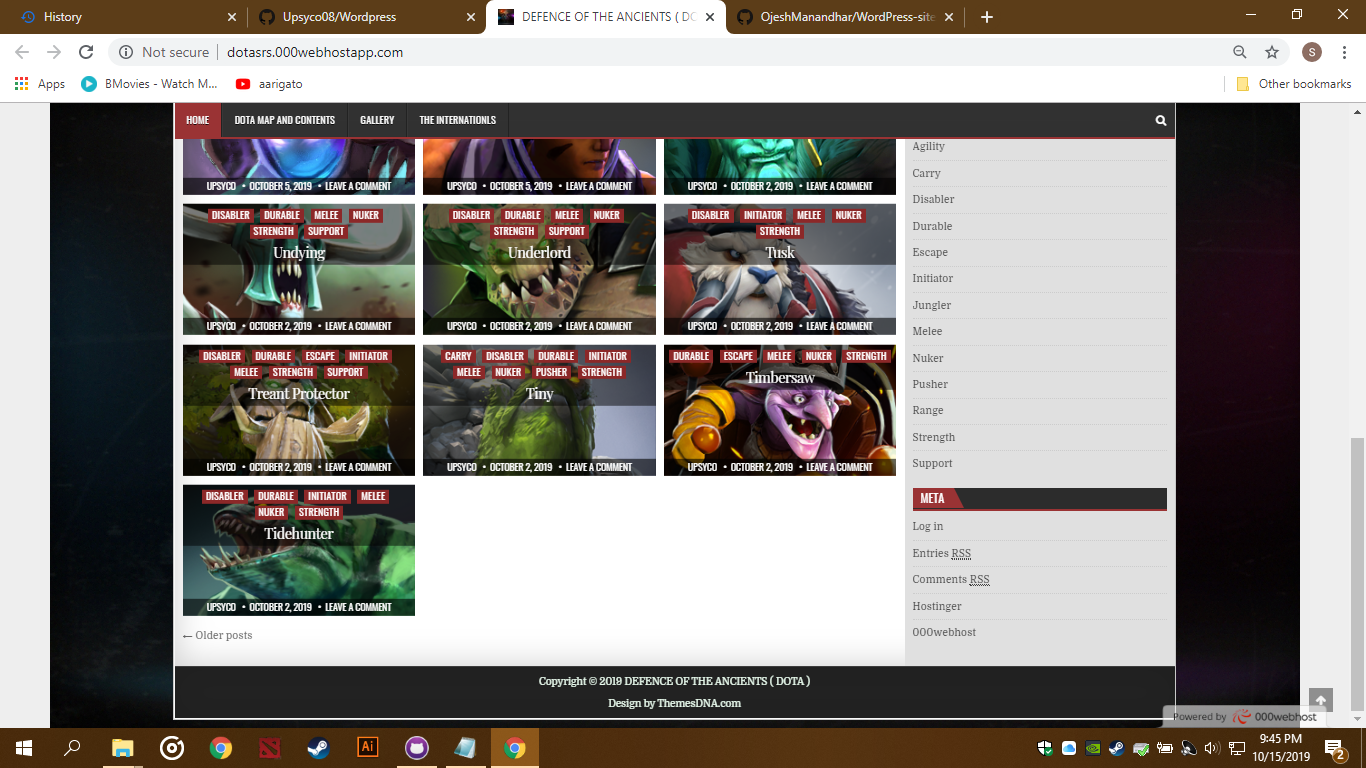 History
Upsyco08/Wordpress
DEFENCE OF THE ANCIENTS ( DO
OjeshManandhar/WordPress-site
Not secure
dotasrs.000webhostapp.com
S
Apps
BMovies - Watch M...
aarigato
Other bookmarks
HOME
DOTA MAP AND CONTENTS
GALLERY
THE INTERNATIONLS
UPSYCO • OCTOBER 5, 2019 • LEAVE A COMMENT
UPSYCO • OCTOBER 5, 2019 • LEAVE A COMMENT
UPSYCO • OCTOBER 2, 2019 • LEAVE A COMMENT
DISABLER DURABLE MELEE NUKER
STRENGTH SUPPORT
Undying
UPSYCO • OCTOBER 2, 2019 • LEAVE A COMMENT
DISABLER DURABLE MELEE NUKER
STRENGTH SUPPORT
Underlord
UPSYCO • OCTOBER 2, 2019 • LEAVE A COMMENT
DISABLER INITIATOR MELEE NUKER
STRENGTH
Tusk
UPSYCO • OCTOBER 2, 2019 • LEAVE A COMMENT
DISABLER DURABLE ESCAPE INITIATOR
MELEE STRENGTH SUPPORT
Treant Protector
UPSYCO • OCTOBER 2, 2019 • LEAVE A COMMENT
CARRY DISABLER DURABLE INITIATOR
MELEE NUKER PUSHER STRENGTH
Tiny
UPSYCO • OCTOBER 2, 2019 • LEAVE A COMMENT
DURABLE ESCAPE MELEE NUKER STRENGTH
Timbersaw
UPSYCO • OCTOBER 2, 2019 • LEAVE A COMMENT
DISABLER DURABLE INITIATOR MELEE
NUKER STRENGTH
Tidehunter
UPSYCO • OCTOBER 2, 2019 • LEAVE A COMMENT
← Older posts
Agility
Carry
Disabler
Durable
Escape
Initiator
Jungler
Melee
Nuker
Pusher
Range
Strength
Support
META
Log in
Entries RSS
Comments RSS
Hostinger
000webhost
Copyright © 2019 DEFENCE OF THE ANCIENTS ( DOTA )
Design by ThemesDNA.com
Powered by 000webhost
Ai
9:45 PM
10/15/2019
2